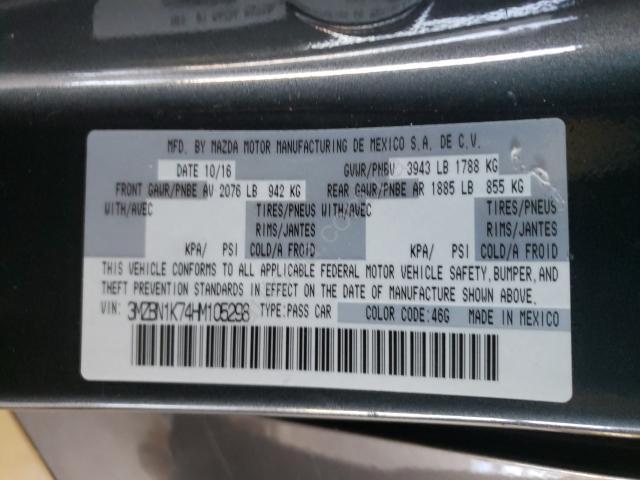 MFD. BY MAZDA MOTOR MANUFACTURING DE MEXICO S.A. DE C.V.
DATE 10/16 GVWR/PNBV 3943 LB 1788 KG
FRONT GAWR/PNBE AV 2076 LB 942 KG REAR GAWR/PNBE AR 1885 LB 855 KG
WITH/AVEC TIRES/PNEUS WITH/AVEC TIRES/PNEUS
RIMS/JANTES RIMS/JANTES
KPA/ PSI COLD/A FROID KPA/ PSI COLD/A FROID
THIS VEHICLE CONFORMS TO ALL APPLICABLE FEDERAL MOTOR VEHICLE SAFETY, BUMPER, AND
THEFT PREVENTION STANDARDS IN EFFECT ON THE DATE OF MANUFACTURE SHOWN ABOVE.
VIN: 3MZBN1K74HM105298 TYPE:PASS CAR COLOR CODE:46G MADE IN MEXICO